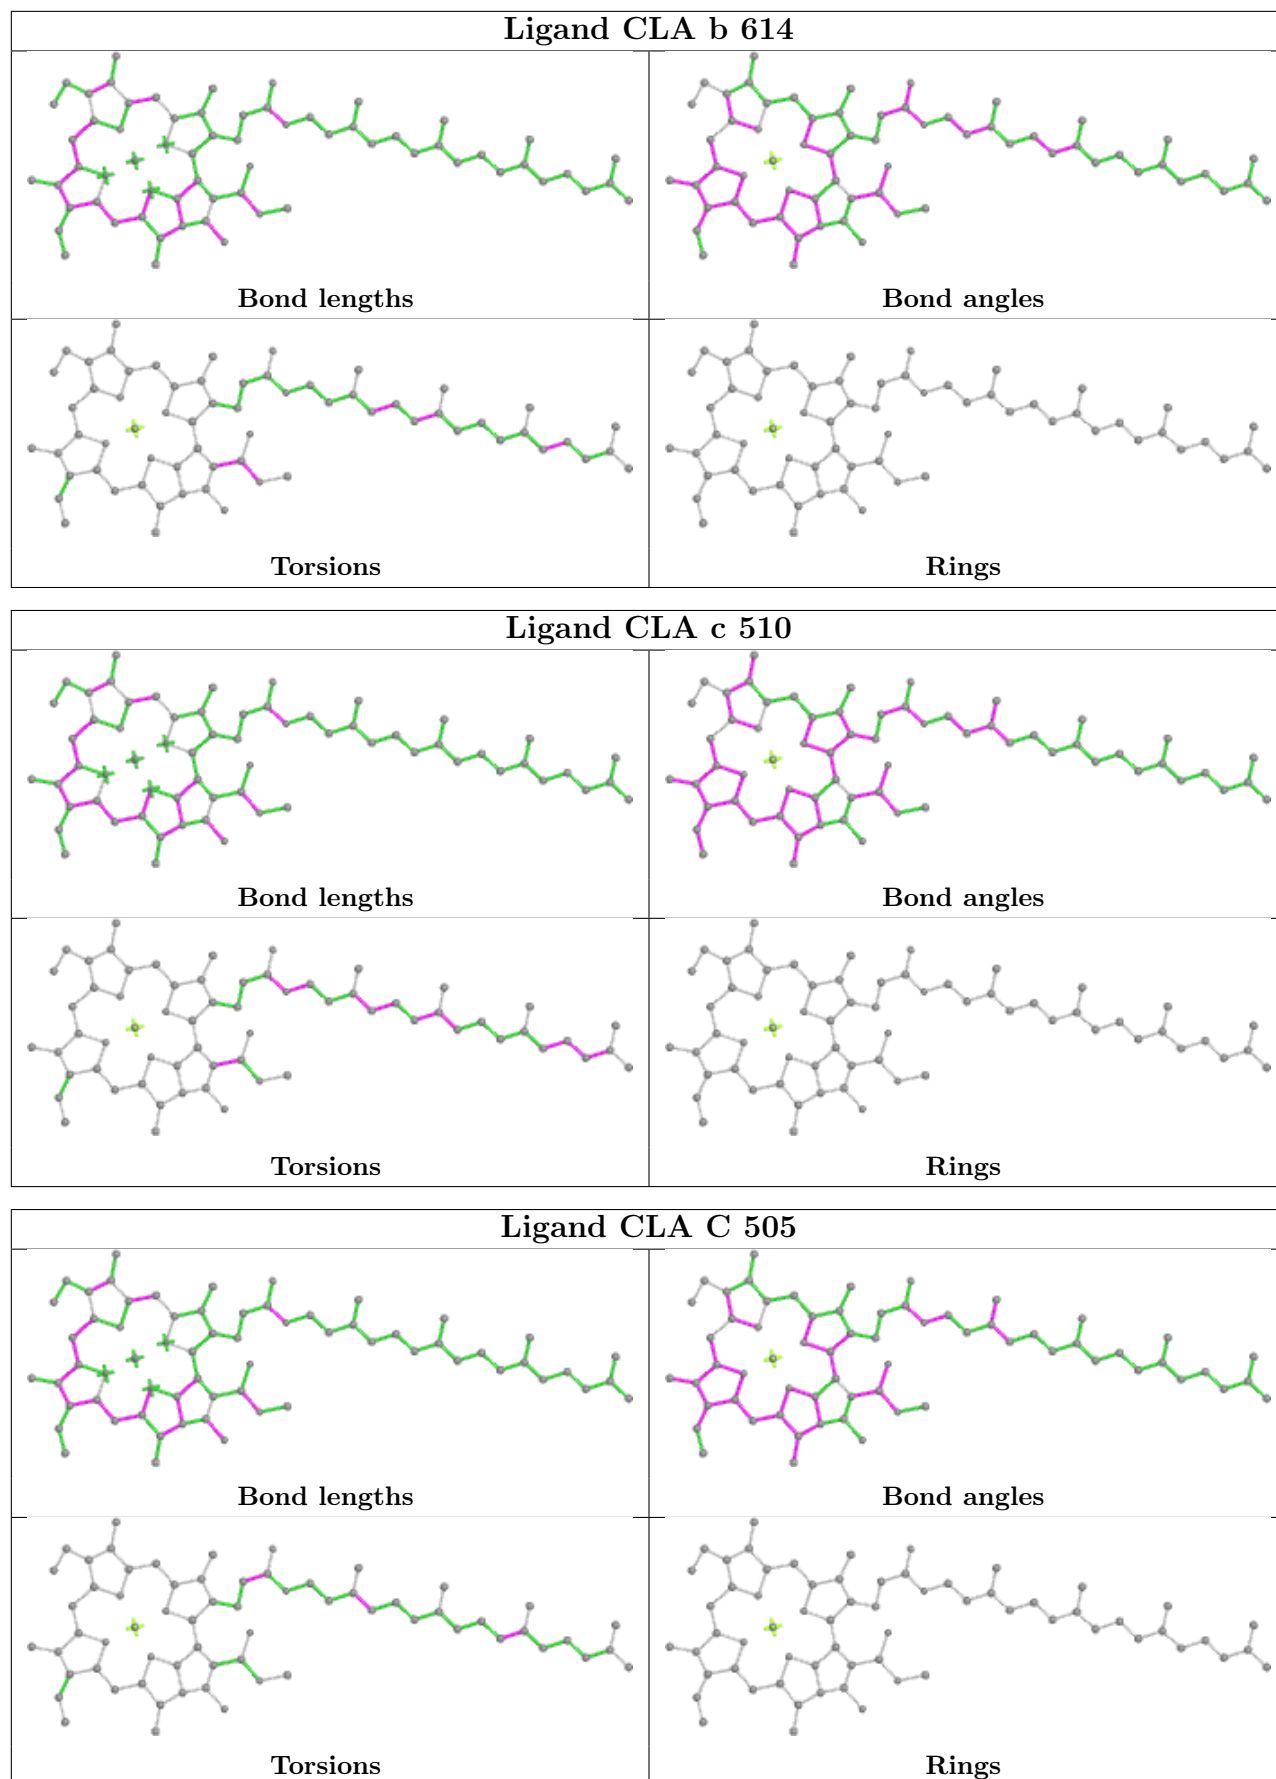 Ligand CLA b 614
Bond lengths
Bond angles
Torsions
Rings
Ligand CLA c 510
Bond lengths
Bond angles
Torsions
Rings
Ligand CLA C 505
Bond lengths
Bond angles
Torsions
Rings